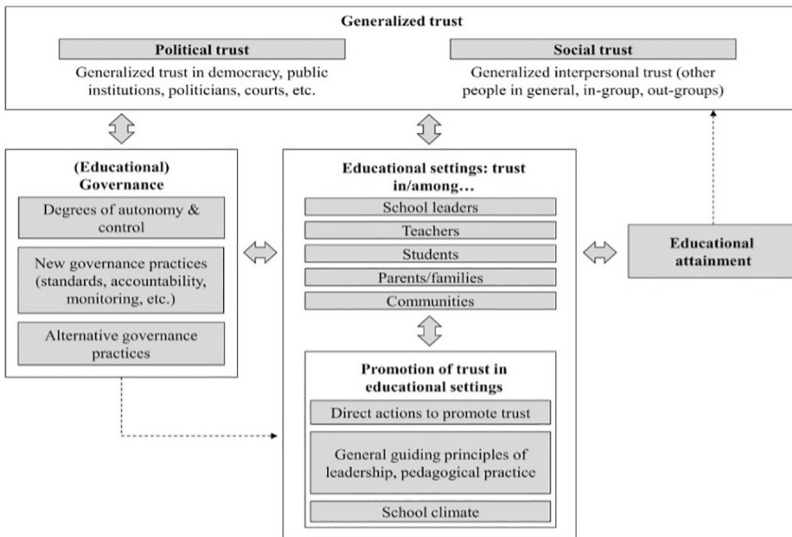 Generalized trust
Political trust
Generalized trust in democracy, public
institutions, politicians, courts, etc.
Social trust
Generalized interpersonal trust (other
people in general, in-group, out-groups)
(Educational)
Governance
Degrees of autonomy &
control
New governance practices
(standards, accountability,
monitoring, etc.)
Alternative governance
practices
Educational settings: trust
in/among…
School leaders
Teachers
Students
Parents/families
Communities
Promotion of trust in
educational settings
Direct actions to promote trust
General guiding principles of
leadership, pedagogical practice
School climate
Educational
attainment